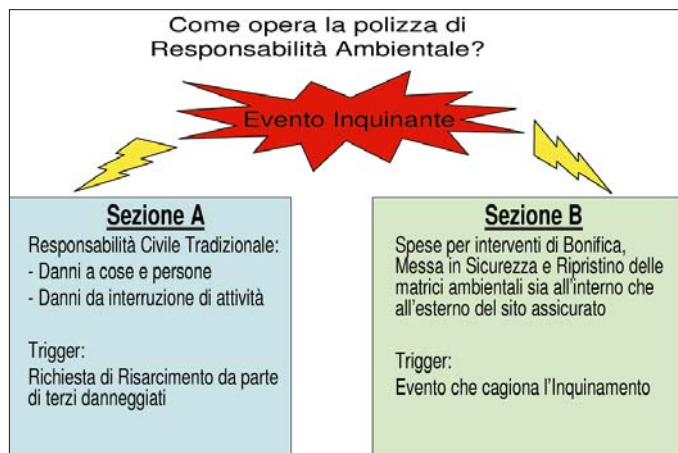 Come opera la polizza di
Responsabilità Ambientale?
Evento Inquinante
Sezione A
Responsabilità Civile Tradizionale:
- Danni a cose e persone
- Danni da interruzione di attività
Trigger:
Richiesta di Risarcimento da parte
di terzi danneggiati
Sezione B
Spese per interventi di Bonifica,
Messa in Sicurezza e Ripristino delle
matrici ambientali sia all'interno che
all'esterno del sito assicurato
Trigger:
Evento che cagiona l'Inquinamento